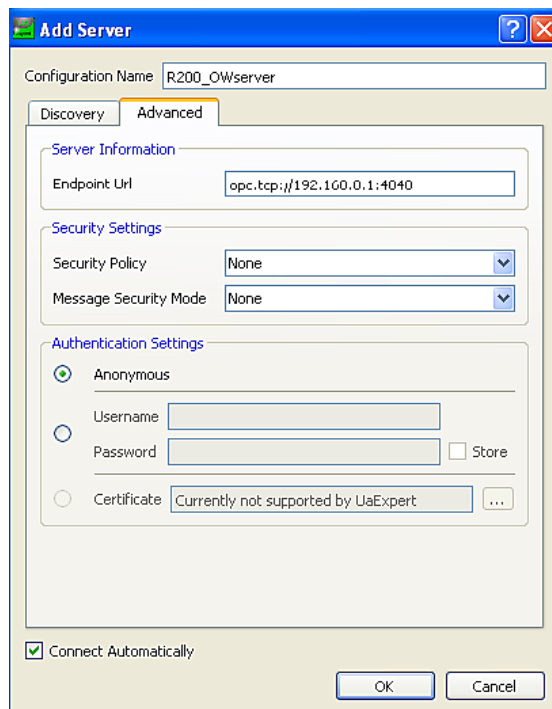 Add Server
Configuration Name R200_OWserver
Discovery Advanced
Server Information
Endpoint Url opc.tcp://192.160.0.1:4040
Security Settings
Security Policy None
Message Security Mode None
Authentication Settings
Anonymous
Username
Password Store
Certificate Currently not supported by UaExpert ...
Connect Automatically
OK Cancel